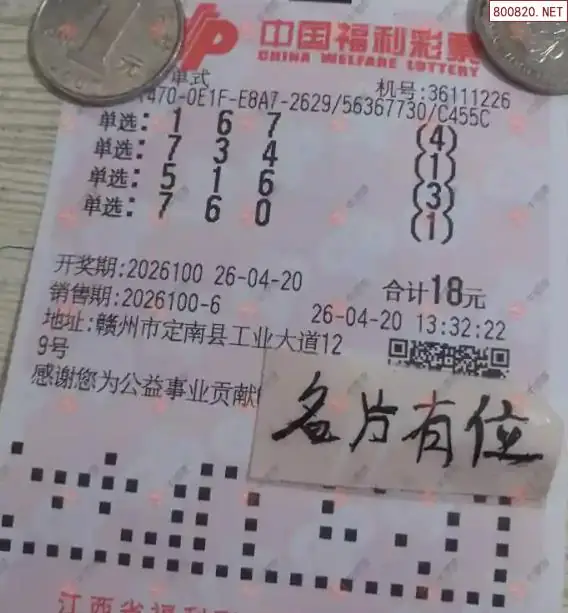 800820.NET
中国福利彩票
CHINA WELFARE LOTTERY
单式
机号:36111226
470-0E1F-E8A7-2629/56367730/C455C
单选: 1 6 7 (4)
单选: 7 3 4 (1)
单选: 5 1 6 (3)
单选: 7 6 0 (1)
开奖期:2026100 26-04-20 合计18元
销售期:2026100-6 26-04-20 13:32:22
地址:赣州市定南县工业大道12
9号
感谢您为公益事业贡献
名片有位
江西省福利